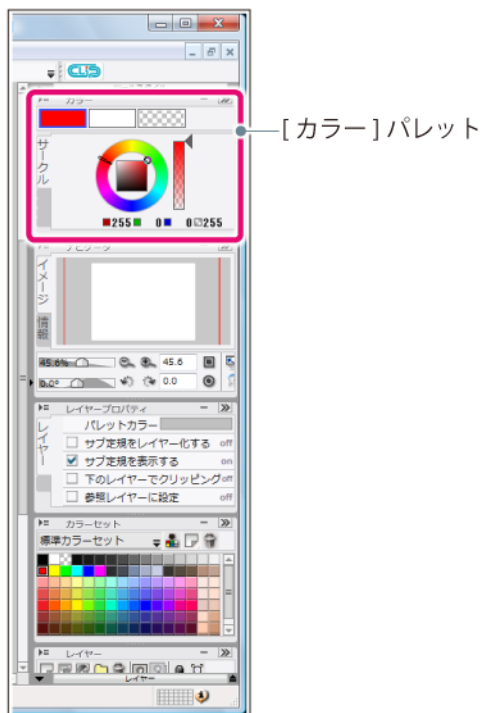 CLiP
カラー
[カラー]パレット
サークル
255 0 0 255
ナビゲータ
イメージ
情報
45.6% 45.6
0.0° 0.0
レイヤープロパティ
レイヤー
パレットカラー
サブ定規をレイヤー化する off
サブ定規を表示する on
下のレイヤーでクリッピング off
参照レイヤーに設定 off
カラーセット
標準カラーセット
レイヤー
レイヤー